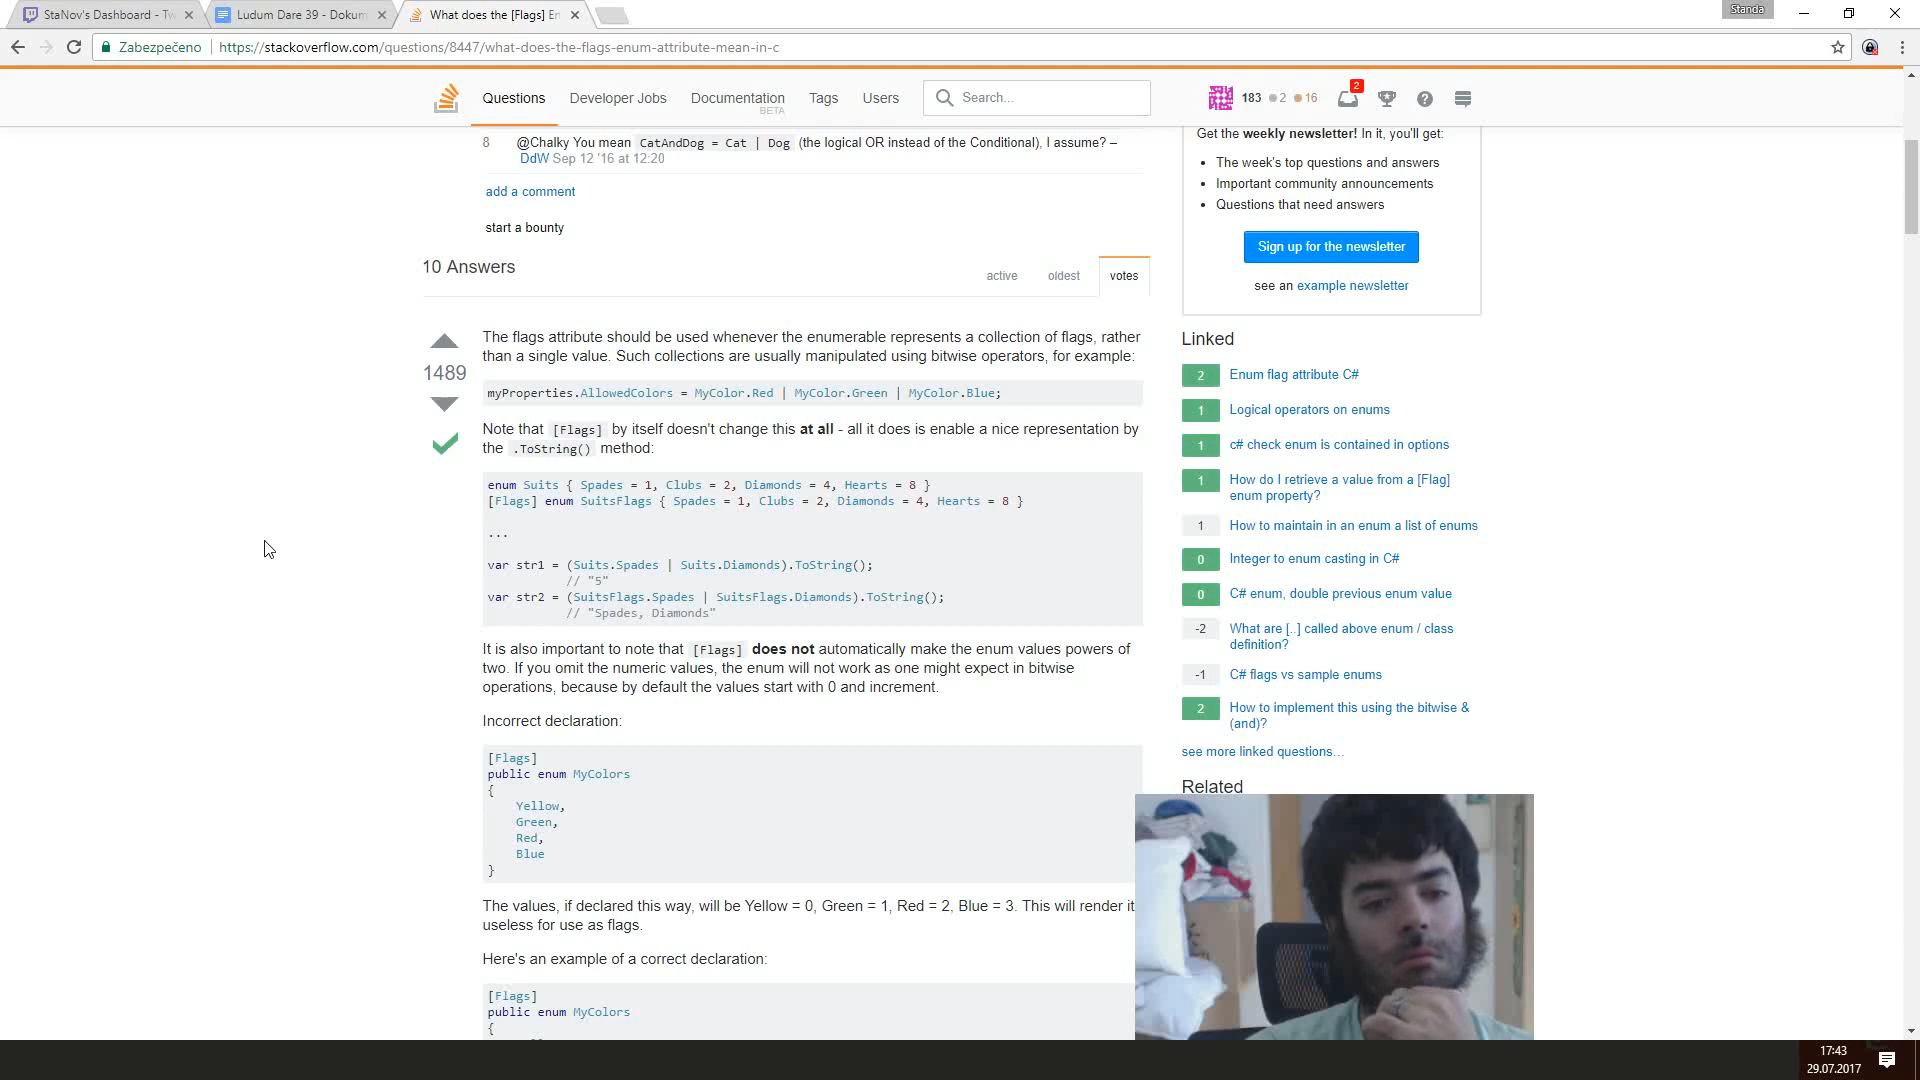 StaNov's Dashboard - Tw
Ludum Dare 39 - Dokum
What does the [Flags] En
Standa
Zabezpečeno
https://stackoverflow.com/questions/8447/what-does-the-flags-enum-attribute-mean-in-c
Questions
Developer Jobs
Documentation
BETA
Tags
Users
Search...
183
2
16
2
8
@Chalky You mean CatAndDog = Cat | Dog (the logical OR instead of the Conditional), I assume? –
DdW Sep 12 '16 at 12:20
add a comment
start a bounty
10 Answers
active
oldest
votes
1489
The flags attribute should be used whenever the enumerable represents a collection of flags, rather
than a single value. Such collections are usually manipulated using bitwise operators, for example:
myProperties.AllowedColors = MyColor.Red | MyColor.Green | MyColor.Blue;
Note that [Flags] by itself doesn't change this at all - all it does is enable a nice representation by
the .ToString() method:
enum Suits { Spades = 1, Clubs = 2, Diamonds = 4, Hearts = 8 }
[Flags] enum SuitsFlags { Spades = 1, Clubs = 2, Diamonds = 4, Hearts = 8 }
...
var str1 = (Suits.Spades | Suits.Diamonds).ToString();
// "5"
var str2 = (SuitsFlags.Spades | SuitsFlags.Diamonds).ToString();
// "Spades, Diamonds"
It is also important to note that [Flags] does not automatically make the enum values powers of
two. If you omit the numeric values, the enum will not work as one might expect in bitwise
operations, because by default the values start with 0 and increment.
Incorrect declaration:
[Flags]
public enum MyColors
{
Yellow,
Green,
Red,
Blue
}
The values, if declared this way, will be Yellow = 0, Green = 1, Red = 2, Blue = 3. This will render it
useless for use as flags.
Here's an example of a correct declaration:
[Flags]
public enum MyColors
{
Get the weekly newsletter! In it, you'll get:
• The week's top questions and answers
• Important community announcements
• Questions that need answers
Sign up for the newsletter
see an example newsletter
Linked
2 Enum flag attribute C#
1 Logical operators on enums
1 c# check enum is contained in options
1 How do I retrieve a value from a [Flag]
enum property?
1 How to maintain in an enum a list of enums
0 Integer to enum casting in C#
0 C# enum, double previous enum value
-2 What are [..] called above enum / class
definition?
-1 C# flags vs sample enums
2 How to implement this using the bitwise &
(and)?
see more linked questions…
Related
17:43
29.07.2017